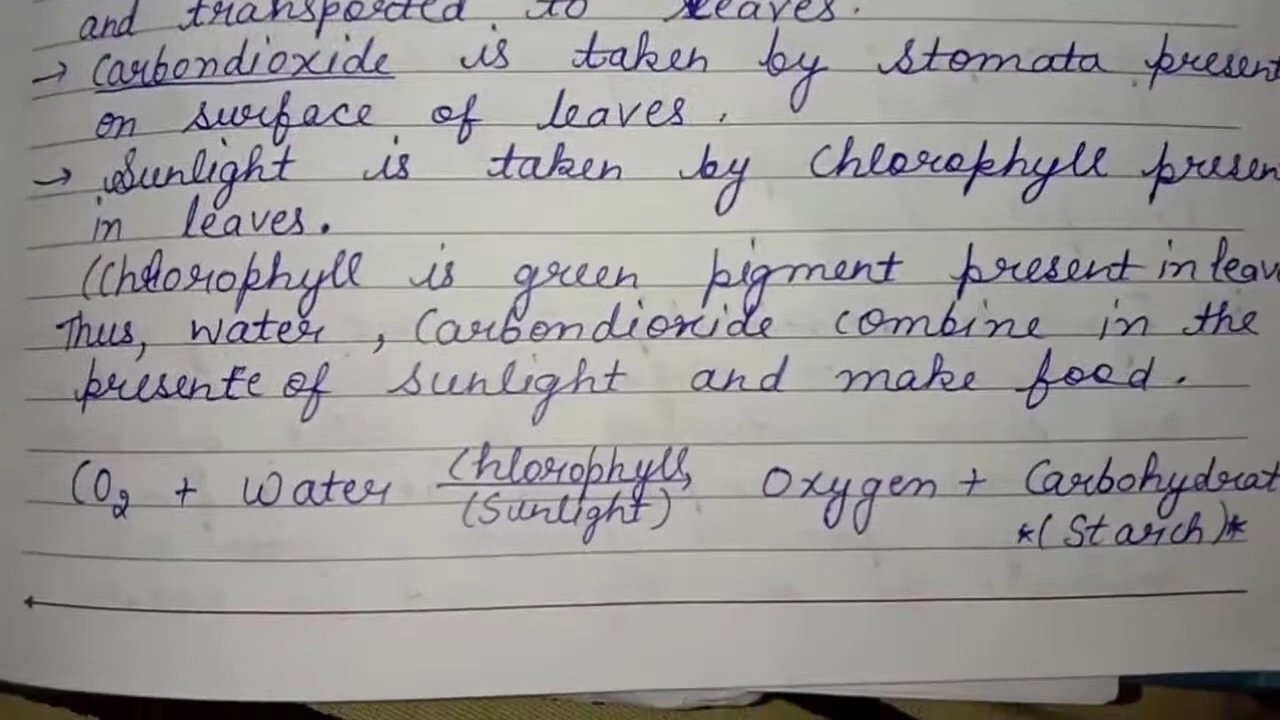 and transported to leaves.
→ Carbondioxide is taken by stomata present
on surface of leaves.
→ Sunlight is taken by Chlorophyll presen
in leaves.
(Chlorophyll is green pigment present in leav
Thus, water, Carbondioxide combine in the
presente of sunlight and make food.
CO₂ + Water Chlorophyll, Oxygen + Carbohydrat
(Sunlight)
*(Starch)*